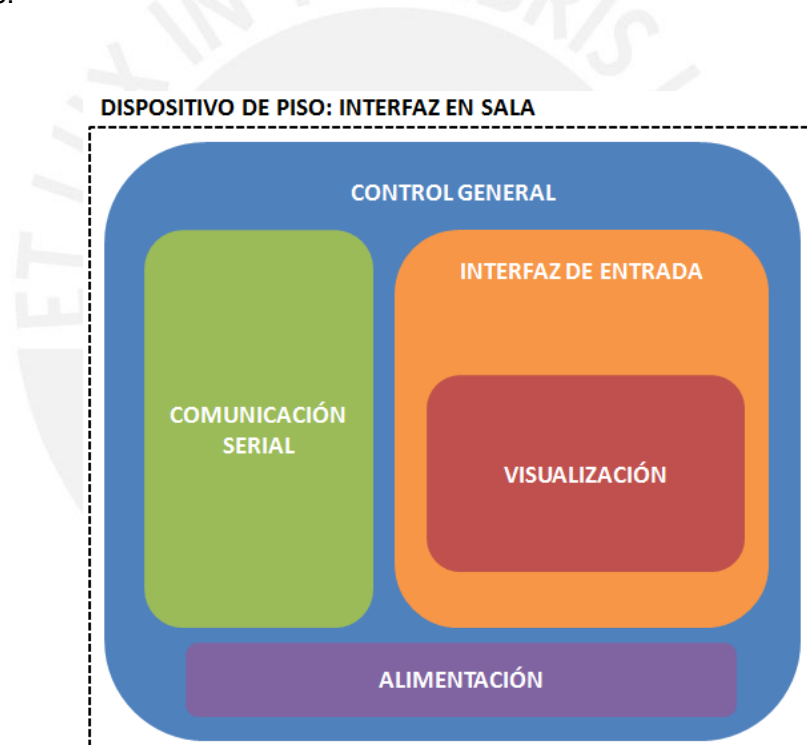 DISPOSITIVO DE PISO: INTERFAZ EN SALA
CONTROL GENERAL
INTERFAZ DE ENTRADA
COMUNICACIÓN
SERIAL
VISUALIZACIÓN
ALIMENTACIÓN